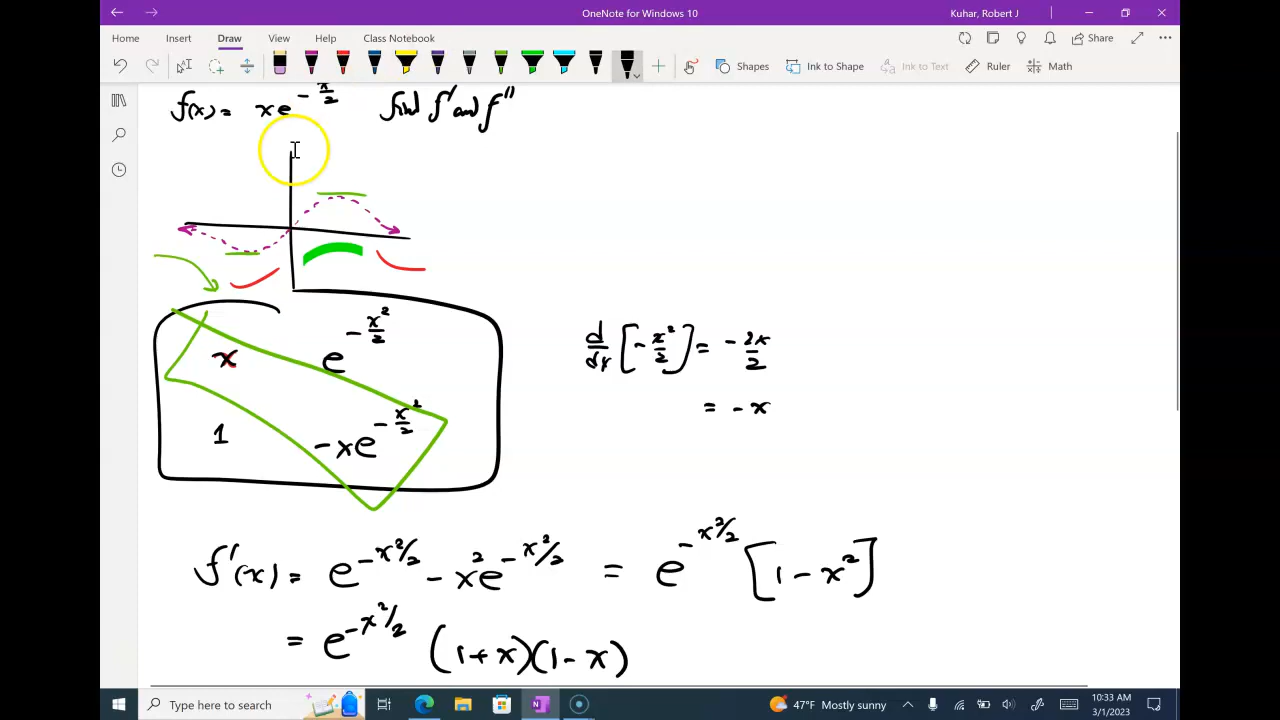 OneNote for Windows 10
Kuhar, Robert J
Home Insert Draw View Help Class Notebook
Share
Shapes Ink to Shape Ink to Text Ruler Math
f(x) = xe^{-x/2} find f' and f''
x e^{-x²/2}
1 -xe^{-x²/2}
d/dx [-x²/2] = -2x/2
= -x
f'(x) = e^{-x²/2} - x²e^{-x²/2} = e^{-x²/2} [1 - x²]
= e^{-x²/2} (1+x)(1-x)
Type here to search
47°F Mostly sunny
10:33 AM
3/1/2023